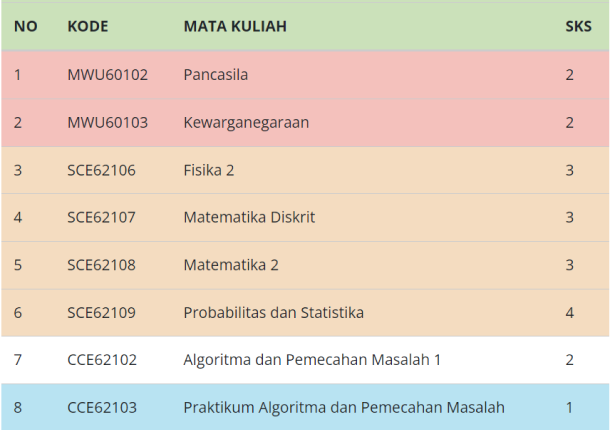 NO KODE MATA KULIAH SKS
1 MWU60102 Pancasila 2
2 MWU60103 Kewarganegaraan 2
3 SCE62106 Fisika 2 3
4 SCE62107 Matematika Diskrit 3
5 SCE62108 Matematika 2 3
6 SCE62109 Probabilitas dan Statistika 4
7 CCE62102 Algoritma dan Pemecahan Masalah 1 2
8 CCE62103 Praktikum Algoritma dan Pemecahan Masalah 1